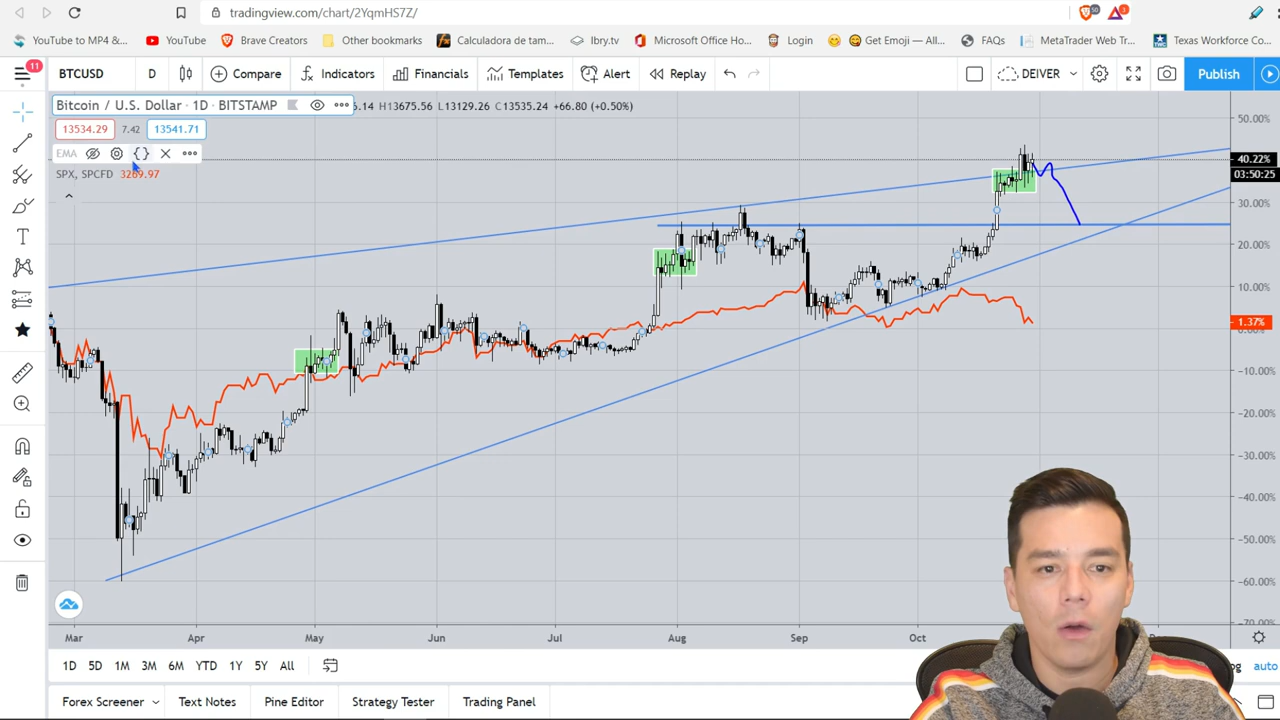 tradingview.com/chart/2YqmHS7Z/
50
3
YouTube to MP4 &...
YouTube
Brave Creators
Other bookmarks
Calculadora de tam...
lbry.tv
Microsoft Office Ho...
Login
Get Emoji — All...
FAQs
MetaTrader Web Tr...
Texas Workforce Co...
11
BTCUSD
D
Compare
Indicators
Financials
Templates
Alert
Replay
DEIVER
Publish
Bitcoin / U.S. Dollar · 1D · BITSTAMP
6.14 H13675.56 L13129.26 C13535.24 +66.80 (+0.50%)
13534.29
7.42
13541.71
EMA
SPX, SPCFD
50.00%
40.22%
03:50:25
30.00%
20.00%
10.00%
1.37%
0.00%
-10.00%
-20.00%
-30.00%
-40.00%
-50.00%
-60.00%
Mar
Apr
May
Jun
Jul
Aug
Sep
Oct
1D
5D
1M
3M
6M
YTD
1Y
5Y
All
auto
Forex Screener
Text Notes
Pine Editor
Strategy Tester
Trading Panel